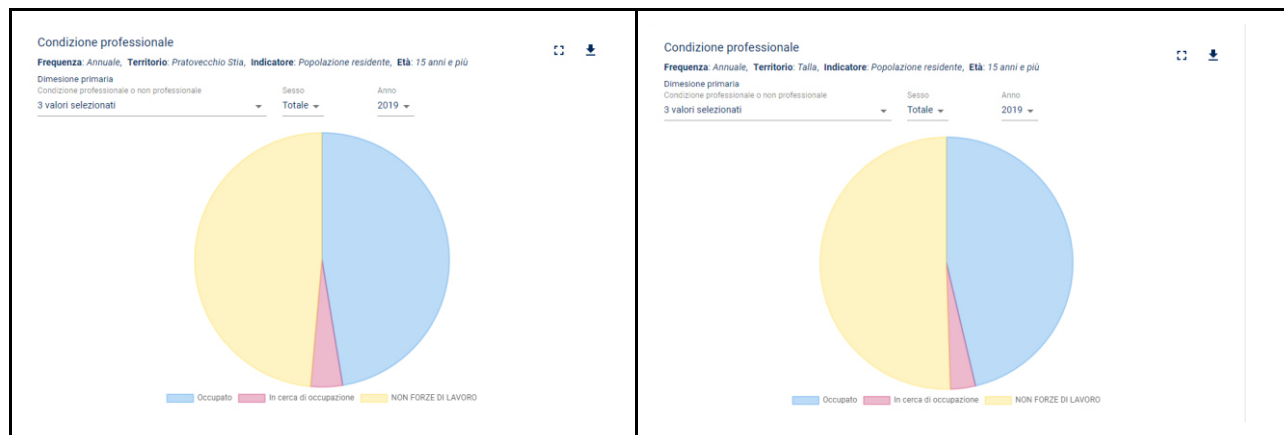 Condizione professionale
Frequenza: Annuale, Territorio: Pratovecchio Stia, Indicatore: Popolazione residente, Età: 15 anni e più
Dimesione primaria
Condizione professionale o non professionale Sesso Anno
3 valori selezionati Totale 2019
Occupato In cerca di occupazione NON FORZE DI LAVORO
Condizione professionale
Frequenza: Annuale, Territorio: Talla, Indicatore: Popolazione residente, Età: 15 anni e più
Dimesione primaria
Condizione professionale o non professionale Sesso Anno
3 valori selezionati Totale 2019
Occupato In cerca di occupazione NON FORZE DI LAVORO